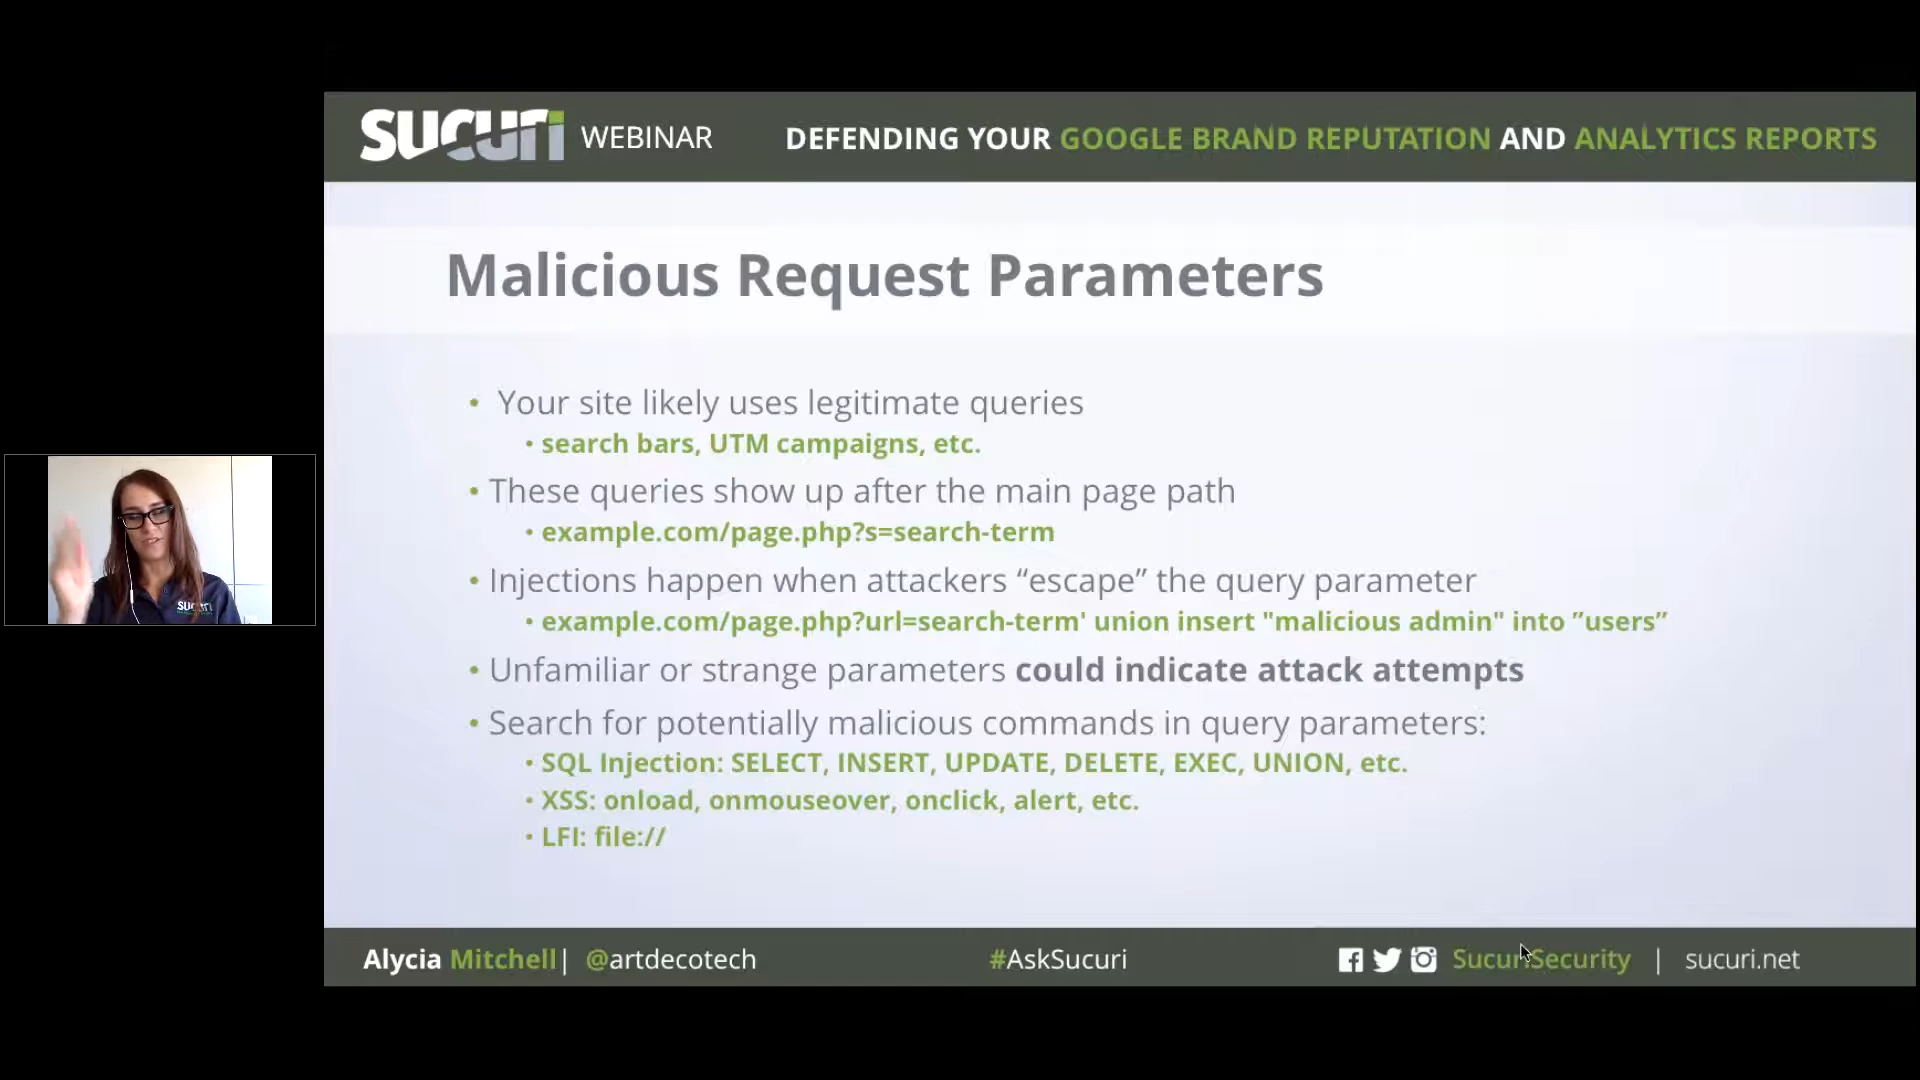 sucuri WEBINAR DEFENDING YOUR GOOGLE BRAND REPUTATION AND ANALYTICS REPORTS
Malicious Request Parameters
• Your site likely uses legitimate queries
• search bars, UTM campaigns, etc.
• These queries show up after the main page path
• example.com/page.php?s=search-term
• Injections happen when attackers “escape” the query parameter
• example.com/page.php?url=search-term' union insert "malicious admin" into ”users”
• Unfamiliar or strange parameters could indicate attack attempts
• Search for potentially malicious commands in query parameters:
• SQL Injection: SELECT, INSERT, UPDATE, DELETE, EXEC, UNION, etc.
• XSS: onload, onmouseover, onclick, alert, etc.
• LFI: file://
sucuri
Alycia Mitchell | @artdecotech #AskSucuri SucuriSecurity | sucuri.net